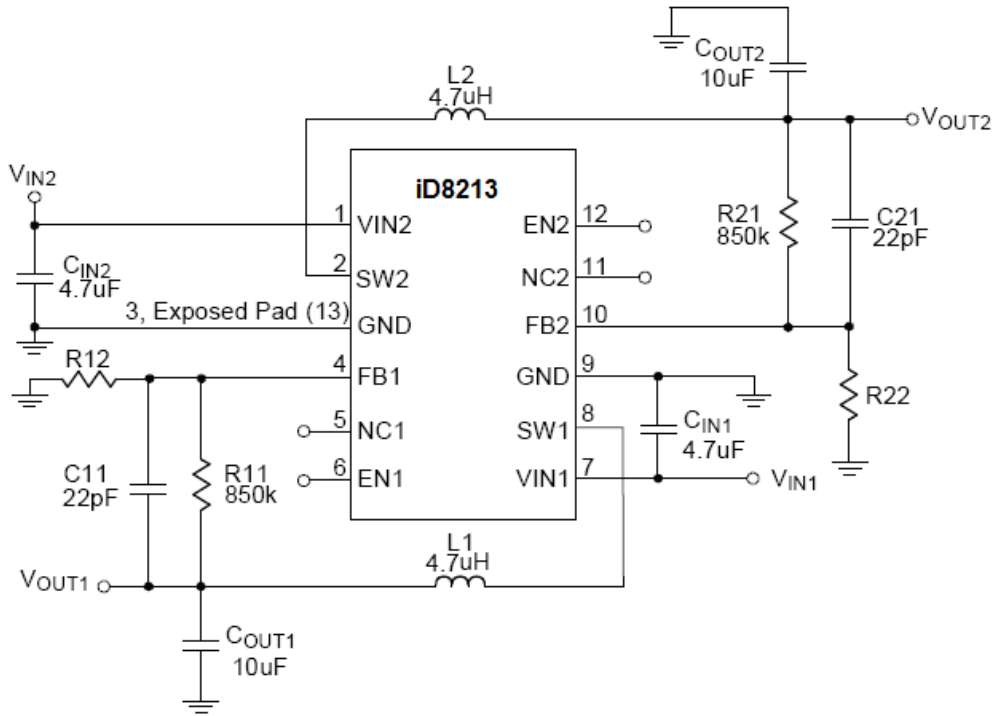 COUT2
10uF
L2
4.7uH
VOUT2
VIN2
iD8213
1
VIN2
EN2
12
R21
850k
C21
22pF
CIN2
4.7uF
2
SW2
NC2
11
3, Exposed Pad (13)
GND
FB2
10
R12
4
FB1
GND
9
R22
5
NC1
SW1
8
CIN1
4.7uF
C11
22pF
R11
850k
6
EN1
VIN1
7
VIN1
L1
4.7uH
VOUT1
COUT1
10uF